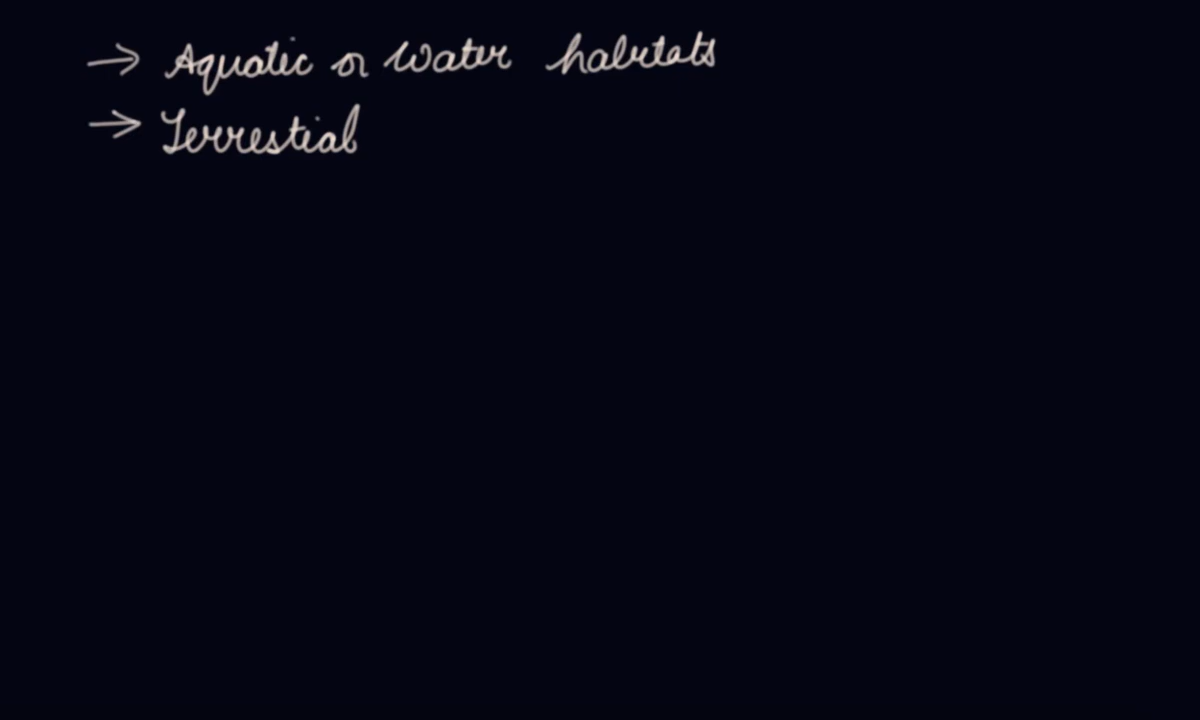 → Aquatic or Water habitats
→ Terrestial